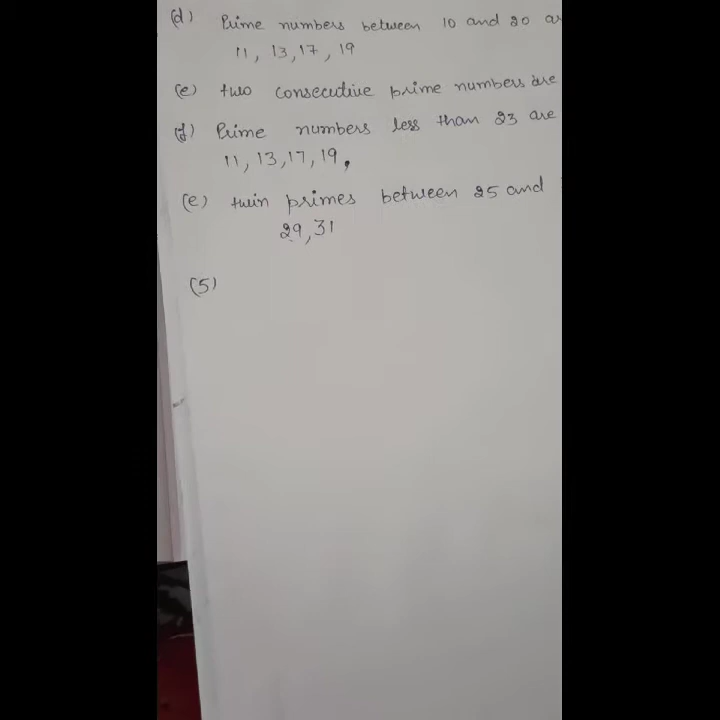 (d) Prime numbers between 10 and 20 ar
11, 13, 17, 19
(e) two consecutive prime numbers are
(f) Prime numbers less than 23 are
11, 13, 17, 19,
(e) twin primes between 25 and
29, 31
(5)